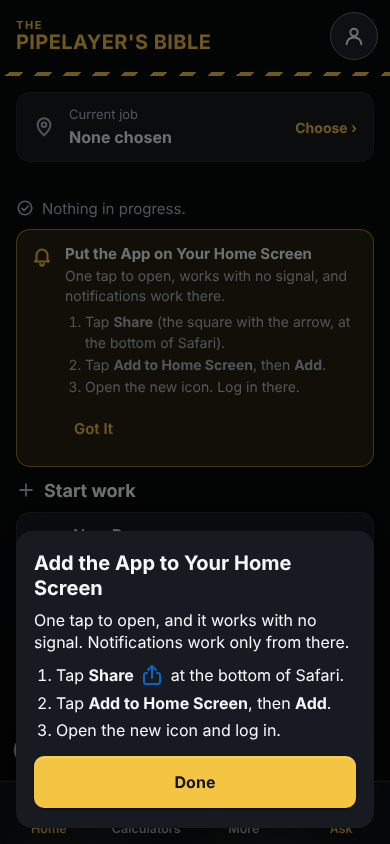 THE
PIPELAYER'S BIBLE
Current job
None chosen
Choose ›
Nothing in progress.
Put the App on Your Home Screen
One tap to open, works with no signal, and
notifications work there.
1. Tap Share (the square with the arrow, at
the bottom of Safari).
2. Tap Add to Home Screen, then Add.
3. Open the new icon. Log in there.
Got It
Start work
Add the App to Your Home
Screen
One tap to open, and it works with no
signal. Notifications work only from there.
1. Tap Share at the bottom of Safari.
2. Tap Add to Home Screen, then Add.
3. Open the new icon and log in.
Done
Home
Calculators
More
Ask